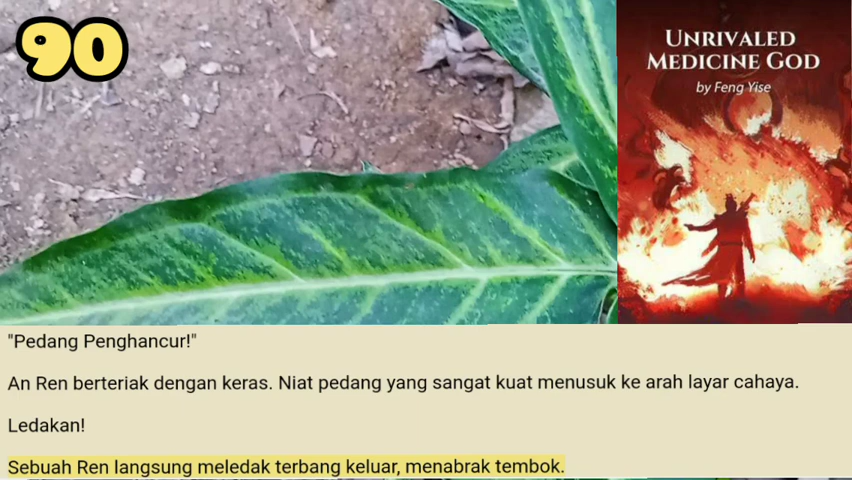 90
UNRIVALED
MEDICINE GOD
by Feng Yise
"Pedang Penghancur!"
An Ren berteriak dengan keras. Niat pedang yang sangat kuat menusuk ke arah layar cahaya.
Ledakan!
Sebuah Ren langsung meledak terbang keluar, menabrak tembok.